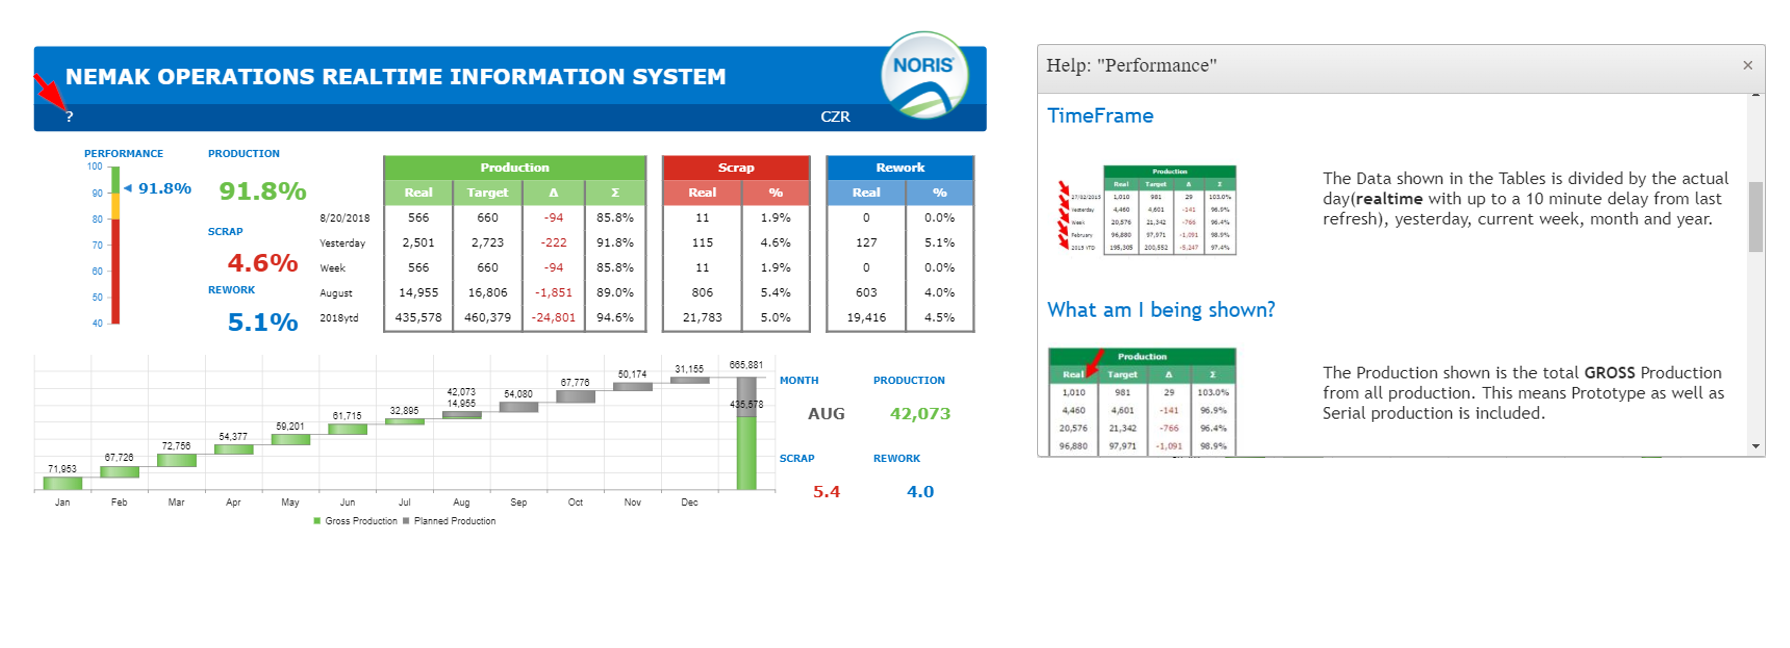 NEMAK OPERATIONS REALTIME INFORMATION SYSTEM
NORIS
?
CZR
PERFORMANCE
100
90
80
70
60
50
40
91.8%
PRODUCTION
91.8%
SCRAP
4.6%
REWORK
5.1%
Production Scrap Rework
Real Target Δ Σ Real % Real %
8/20/2018 566 660 -94 85.8% 11 1.9% 0 0.0%
Yesterday 2,501 2,723 -222 91.8% 115 4.6% 127 5.1%
Week 566 660 -94 85.8% 11 1.9% 0 0.0%
August 14,955 16,806 -1,851 89.0% 806 5.4% 603 4.0%
2018ytd 435,578 460,379 -24,801 94.6% 21,783 5.0% 19,416 4.5%
71,953
67,726
72,756
54,377
59,201
61,715
32,895
42,073
14,955
54,080
67,776
50,174
31,155
665,881
435,578
Jan Feb Mar Apr May Jun Jul Aug Sep Oct Nov Dec
Gross Production Planned Production
MONTH PRODUCTION
AUG 42,073
SCRAP REWORK
5.4 4.0
Help: "Performance"
×
TimeFrame
Production
Real Target Δ Σ
27/02/2015 1,010 981 29 103.0%
Yesterday 4,460 4,601 -141 96.9%
Week 20,576 21,342 -766 96.4%
February 96,880 97,971 -1,091 98.9%
2015 YTD 195,305 200,552 -5,247 97.4%
The Data shown in the Tables is divided by the actual
day(realtime with up to a 10 minute delay from last
refresh), yesterday, current week, month and year.
What am I being shown?
Production
Real Target Δ Σ
1,010 981 29 103.0%
4,460 4,601 -141 96.9%
20,576 21,342 -766 96.4%
96,880 97,971 -1,091 98.9%
The Production shown is the total GROSS Production
from all production. This means Prototype as well as
Serial production is included.